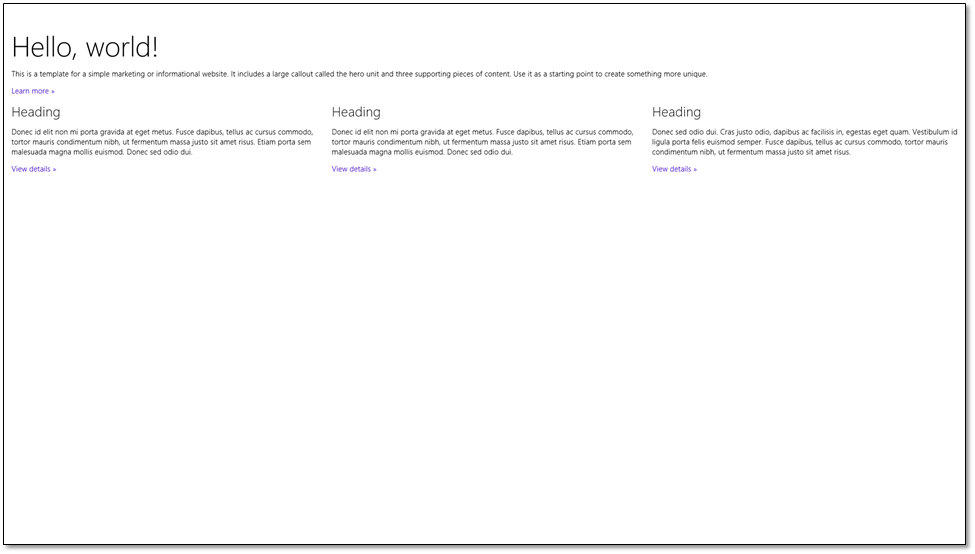 Hello, world!
This is a template for a simple marketing or informational website. It includes a large callout called the hero unit and three supporting pieces of content. Use it as a starting point to create something more unique.
Learn more »
Heading
Donec id elit non mi porta gravida at eget metus. Fusce dapibus, tellus ac cursus commodo,
tortor mauris condimentum nibh, ut fermentum massa justo sit amet risus. Etiam porta sem
malesuada magna mollis euismod. Donec sed odio dui.
View details »
Heading
Donec id elit non mi porta gravida at eget metus. Fusce dapibus, tellus ac cursus commodo,
tortor mauris condimentum nibh, ut fermentum massa justo sit amet risus. Etiam porta sem
malesuada magna mollis euismod. Donec sed odio dui.
View details »
Heading
Donec sed odio dui. Cras justo odio, dapibus ac facilisis in, egestas eget quam. Vestibulum id
ligula porta felis euismod semper. Fusce dapibus, tellus ac cursus commodo, tortor mauris
condimentum nibh, ut fermentum massa justo sit amet risus.
View details »